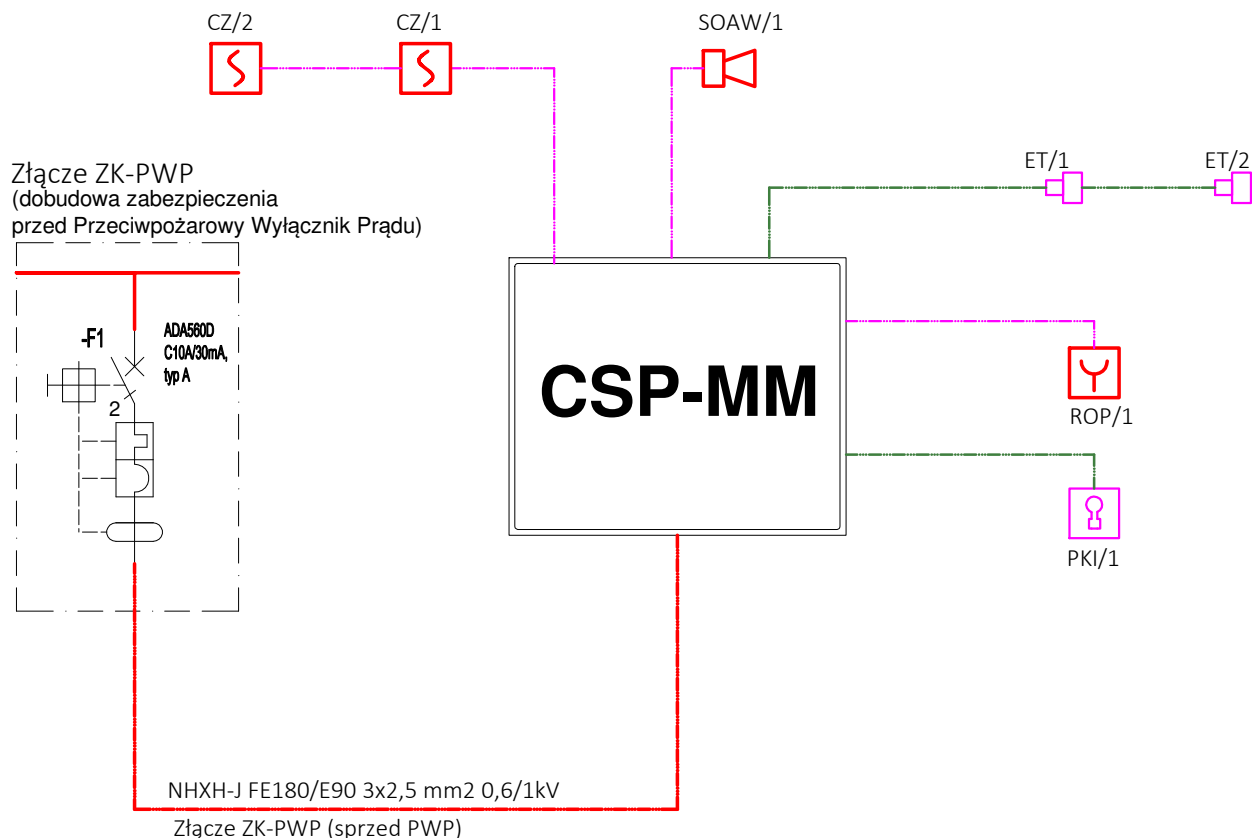 CZ/2
CZ/1
SOAW/1
ET/1
ET/2
Złącze ZK-PWP
(dobudowa zabezpieczenia
przed Przeciwpożarowy Wyłącznik Prądu)
-F1
ADA560D
C10A/30mA,
typ A
2
CSP-MM
ROP/1
PKI/1
NHXH-J FE180/E90 3x2,5 mm2 0,6/1kV
Złącze ZK-PWP (sprzed PWP)